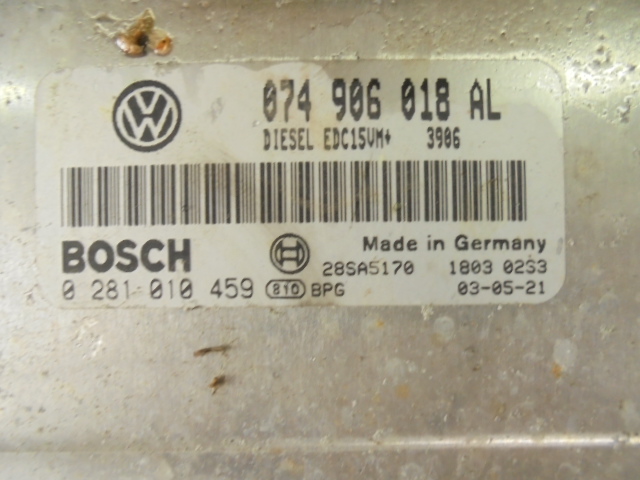 074 906 018 AL
DIESEL EDC15VM+ 3906
BOSCH
Made in Germany
28SA5170 1803 02S3
0 281 010 459 810 BPG 03-05-21